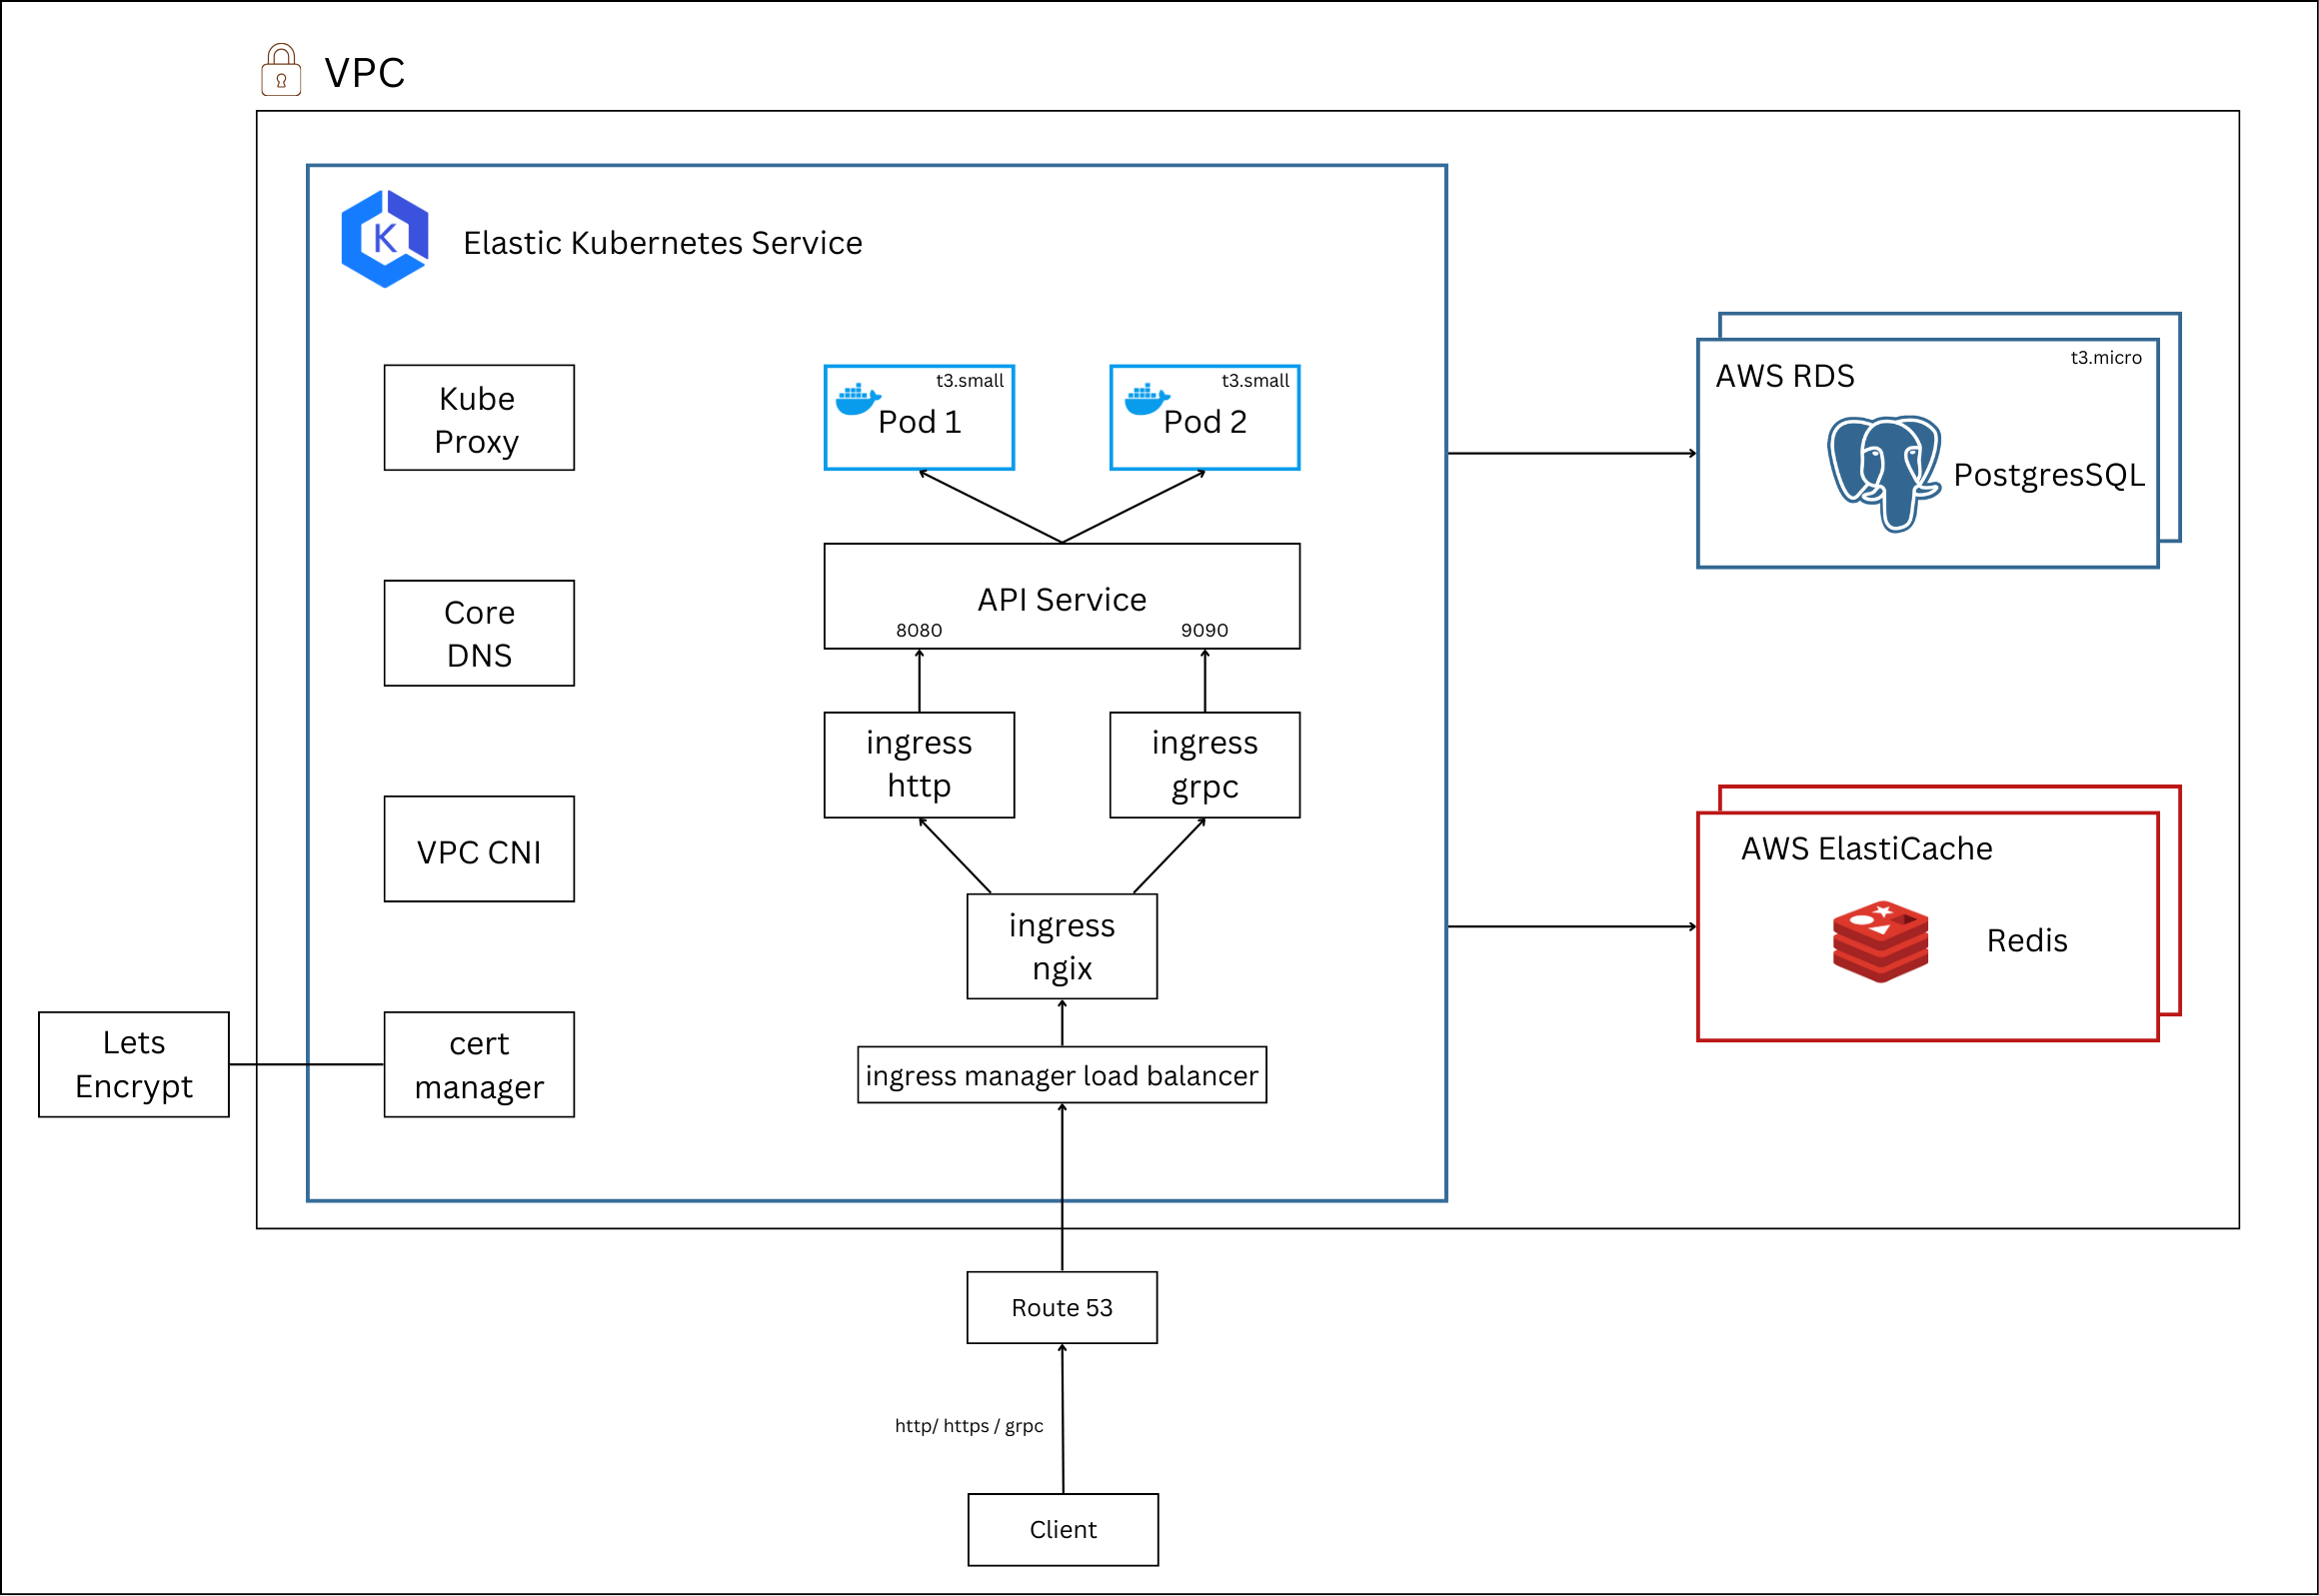 VPC
K
Elastic Kubernetes Service
Kube
Proxy
Core
DNS
VPC CNI
cert
manager
Lets
Encrypt
t3.small
Pod 1
t3.small
Pod 2
API Service
8080
9090
ingress
http
ingress
grpc
ingress
ngix
ingress manager load balancer
Route 53
http/ https / grpc
Client
t3.micro
AWS RDS
PostgresSQL
AWS ElastiCache
Redis